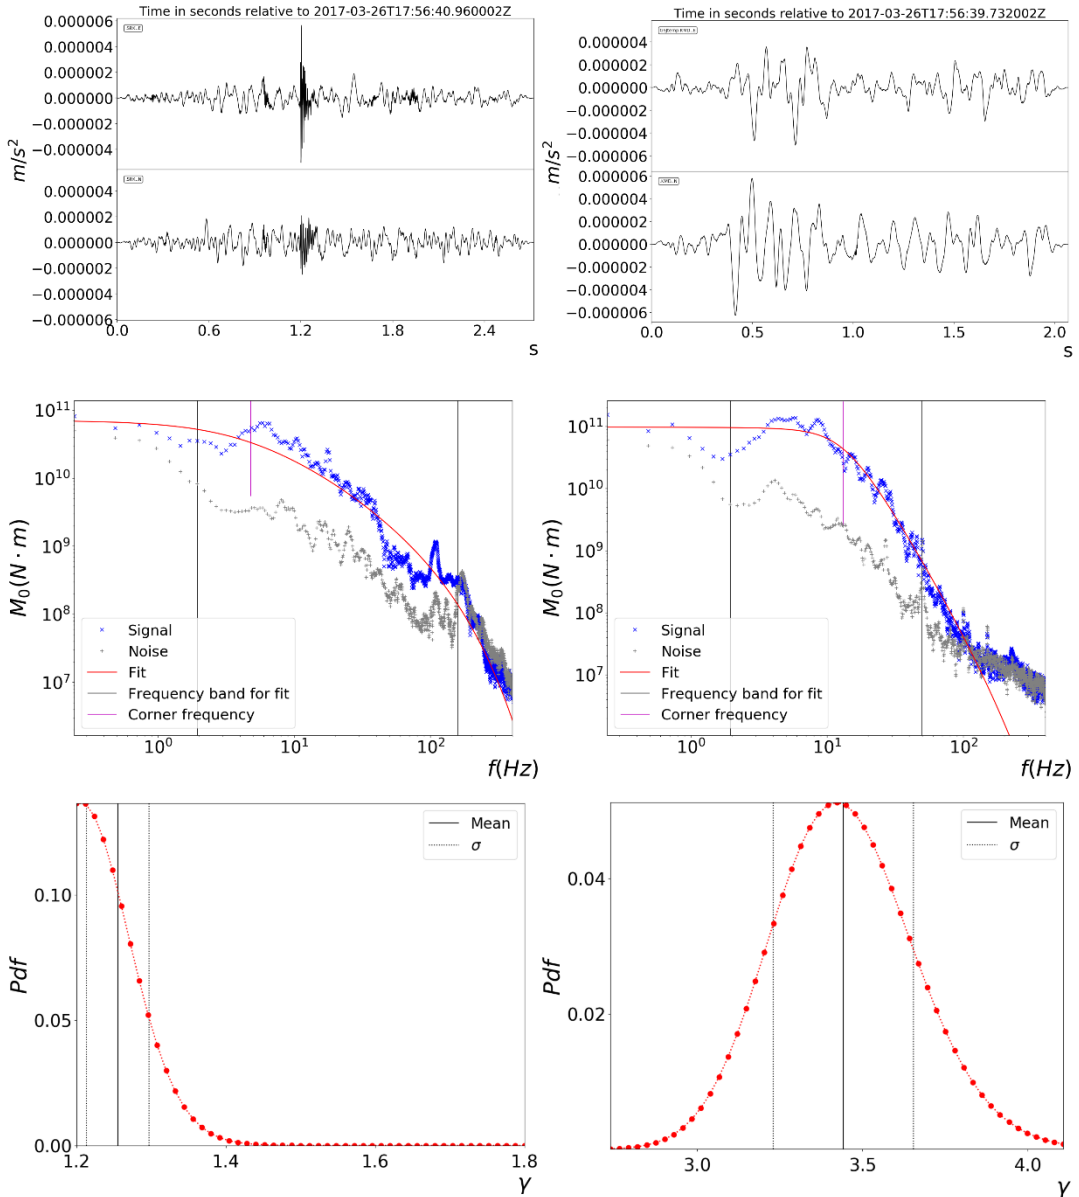 Time in seconds relative to 2017-03-26T17:56:40.960002Z
0.000006
0.000004
0.000002
0.000000
−0.000002
−0.000004
0.000004
0.000002
0.000000
−0.000002
−0.000004
−0.000006
m/s²
0.0 0.6 1.2 1.8 2.4
s
Time in seconds relative to 2017-03-26T17:56:39.732002Z
0.000004
0.000002
0.000000
−0.000002
−0.000004
−0.000006
0.000006
0.000004
0.000002
0.000000
−0.000002
−0.000004
−0.000006
m/s²
0.0 0.5 1.0 1.5 2.0
s
10¹¹
10¹⁰
10⁹
10⁸
10⁷
M₀(N · m)
Signal
Noise
Fit
Frequency band for fit
Corner frequency
10⁰ 10¹ 10²
f(Hz)
10¹¹
10¹⁰
10⁹
10⁸
10⁷
M₀(N · m)
Signal
Noise
Fit
Frequency band for fit
Corner frequency
10⁰ 10¹ 10²
f(Hz)
Mean
σ
0.10
0.05
0.00
Pdf
1.2 1.4 1.6 1.8
γ
Mean
σ
0.04
0.02
Pdf
3.0 3.5 4.0
γ